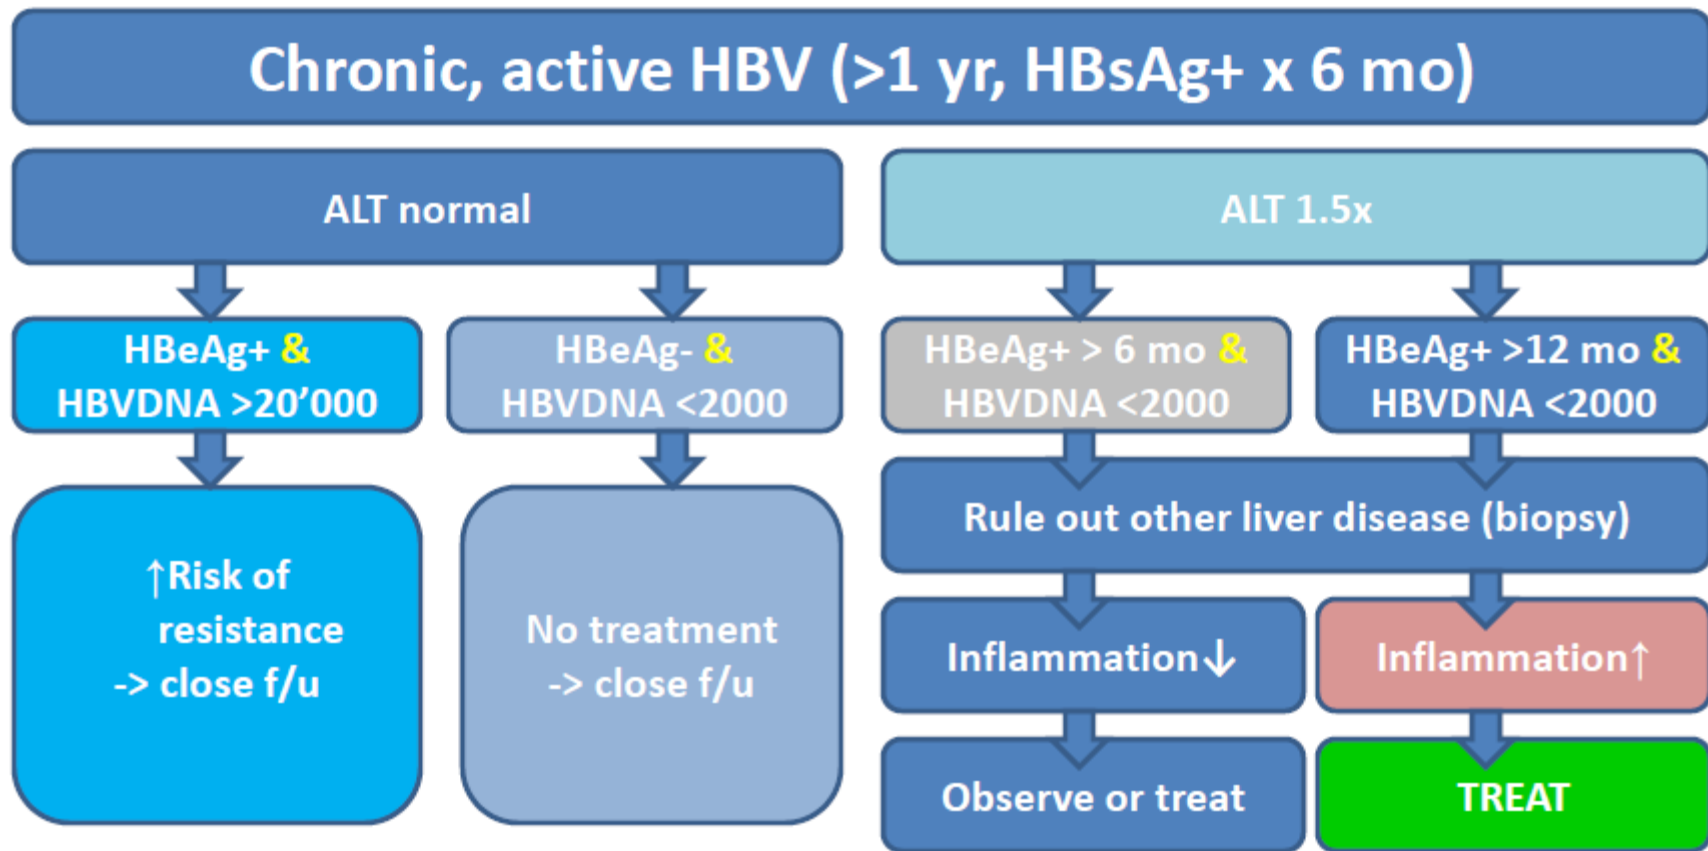 Chronic, active HBV (>1 yr, HBsAg+ x 6 mo)
ALT normal
ALT 1.5x
HBeAg+ &
HBVDNA >20’000
HBeAg- &
HBVDNA <2000
HBeAg+ > 6 mo &
HBVDNA <2000
HBeAg+ >12 mo &
HBVDNA <2000
↑Risk of
resistance
-> close f/u
No treatment
-> close f/u
Rule out other liver disease (biopsy)
Inflammation↓
Inflammation↑
Observe or treat
TREAT